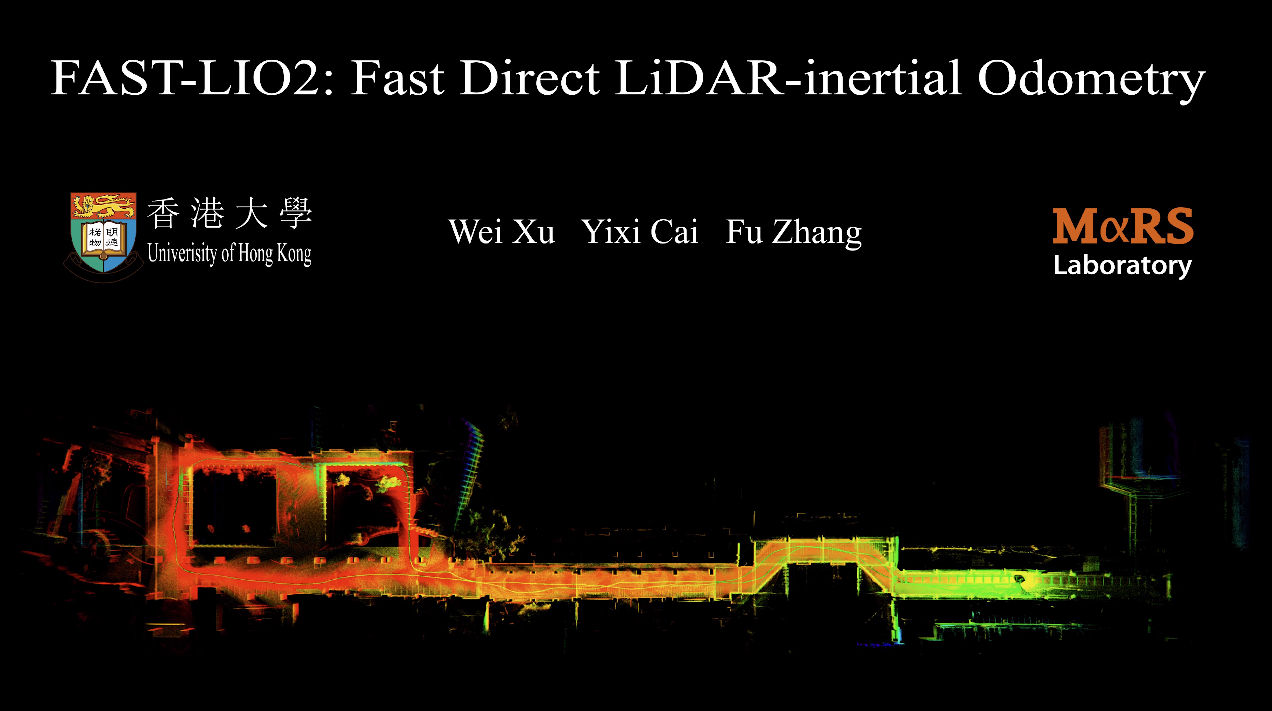 FAST-LIO2: Fast Direct LiDAR-inertial Odometry
香港大學
Univerisity of Hong Kong
Wei Xu Yixi Cai Fu Zhang
MαRS
Laboratory